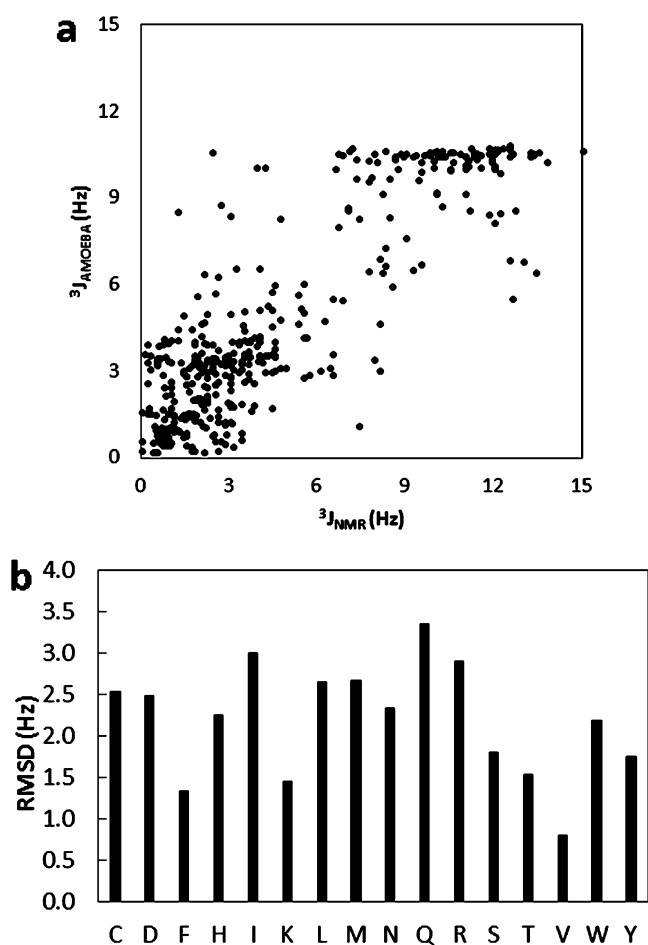 a
15
12
9
6
3
0
³J_AMOEBA (Hz)
0 3 6 9 12 15
³J_NMR (Hz)
b
4.0
3.5
3.0
2.5
2.0
1.5
1.0
0.5
0.0
RMSD (Hz)
C D F H I K L M N Q R S T V W Y